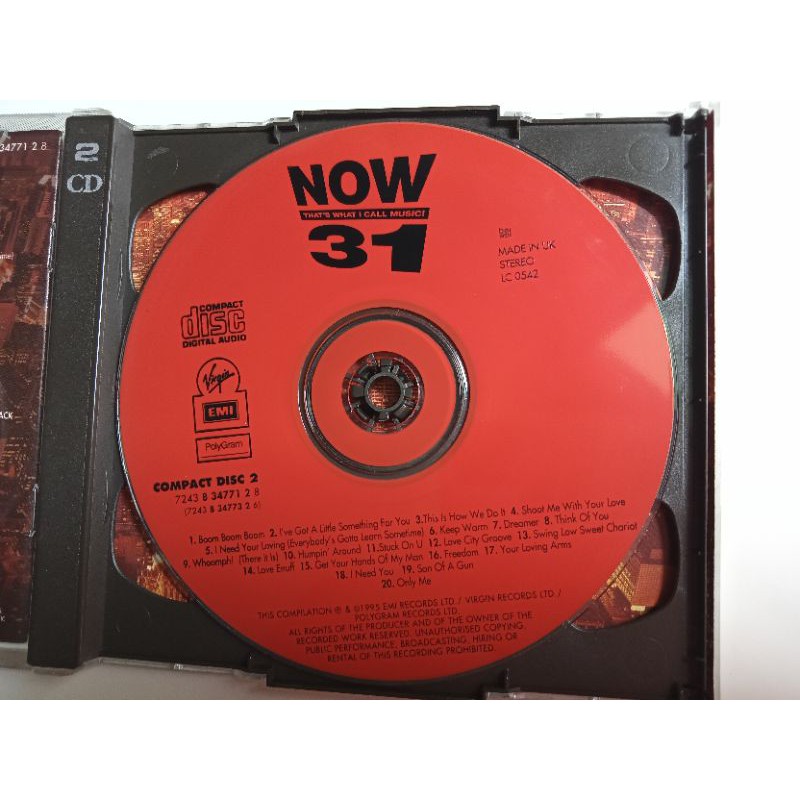 34771 2 8
2
CD
ACK
NOW
THAT'S WHAT I CALL MUSIC!
31
MADE IN UK
STEREO
LC 0542
COMPACT
disc
DIGITAL AUDIO
Virgin
EMI
PolyGram
COMPACT DISC 2
7243 8 34771 2 8
(7243 8 34773 2 6)
1. Boom Boom Boom 2. I've Got A Little Something For You 3.This Is How We Do It 4. Shoot Me With Your Love
5. I Need Your Loving (Everybody's Gotta Learn Sometime) 6. Keep Warm 7. Dreamer 8. Think Of You
9. Whoomph! (There it is) 10. Humpin' Around 11.Stuck On U 12. Love City Groove 13. Swing Low Sweet Chariot
14. Love Enuff 15. Get Your Hands Of My Man 16. Freedom 17. Your Loving Arms
18. I Need You 19. Son Of A Gun
20. Only Me
THIS COMPILATION ℗ & ©1995 EMI RECORDS LTD./ VIRGIN RECORDS LTD./
POLYGRAM RECORDS LTD.
ALL RIGHTS OF THE PRODUCER AND OF THE OWNER OF THE
RECORDED WORK RESERVED. UNAUTHORISED COPYING,
PUBLIC PERFORMANCE, BROADCASTING, HIRING OR
RENTAL OF THIS RECORDING PROHIBITED.